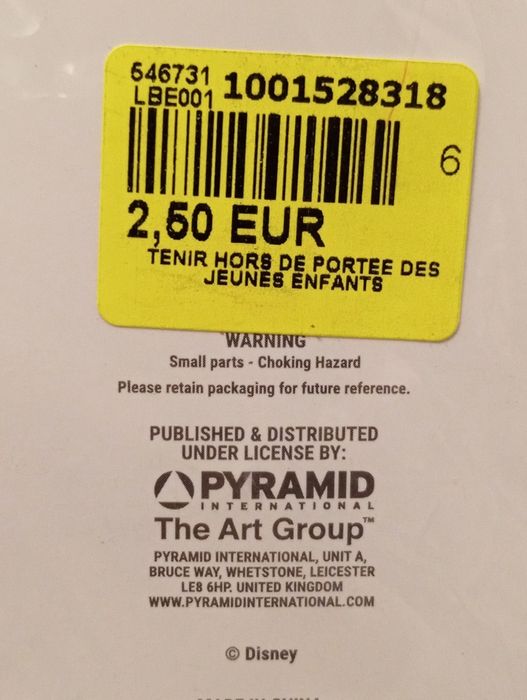 546731
LBE001 1001528318
6
2,50 EUR
TENIR HORS DE PORTEE DES
JEUNES ENFANTS
WARNING
Small parts - Choking Hazard
Please retain packaging for future reference.
PUBLISHED & DISTRIBUTED
UNDER LICENSE BY:
PYRAMID
INTERNATIONAL
The Art Group™
PYRAMID INTERNATIONAL, UNIT A,
BRUCE WAY, WHETSTONE, LEICESTER
LE8 6HP. UNITED KINGDOM
WWW.PYRAMIDINTERNATIONAL.COM
© Disney